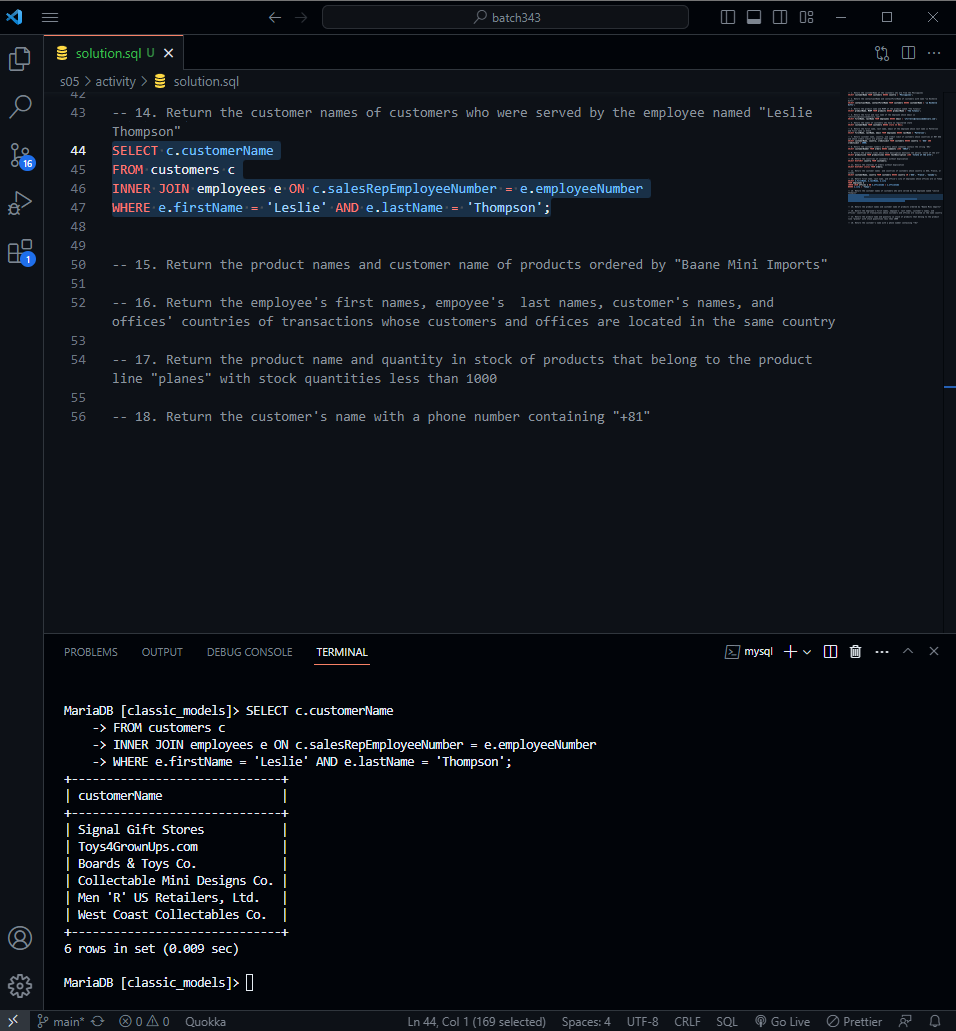 batch343
solution.sql U
s05 > activity > solution.sql
42
43 -- 14. Return the customer names of customers who were served by the employee named "Leslie
Thompson"
44 SELECT c.customerName
45 FROM customers c
46 INNER JOIN employees e ON c.salesRepEmployeeNumber = e.employeeNumber
47 WHERE e.firstName = 'Leslie' AND e.lastName = 'Thompson';
48
49
50 -- 15. Return the product names and customer name of products ordered by "Baane Mini Imports"
51
52 -- 16. Return the employee's first names, empoyee's  last names, customer's names, and
offices' countries of transactions whose customers and offices are located in the same country
53
54 -- 17. Return the product name and quantity in stock of products that belong to the product
line "planes" with stock quantities less than 1000
55
56 -- 18. Return the customer's name with a phone number containing "+81"
16
1
PROBLEMS OUTPUT DEBUG CONSOLE TERMINAL mysql
MariaDB [classic_models]> SELECT c.customerName
-> FROM customers c
-> INNER JOIN employees e ON c.salesRepEmployeeNumber = e.employeeNumber
-> WHERE e.firstName = 'Leslie' AND e.lastName = 'Thompson';
+-----------------------------+
| customerName                |
+-----------------------------+
| Signal Gift Stores          |
| Toys4GrownUps.com           |
| Boards & Toys Co.           |
| Collectable Mini Designs Co. |
| Men 'R' US Retailers, Ltd.  |
| West Coast Collectables Co. |
+-----------------------------+
6 rows in set (0.009 sec)
MariaDB [classic_models]>
main* 0 0 Quokka Ln 44, Col 1 (169 selected) Spaces: 4 UTF-8 CRLF SQL Go Live Prettier